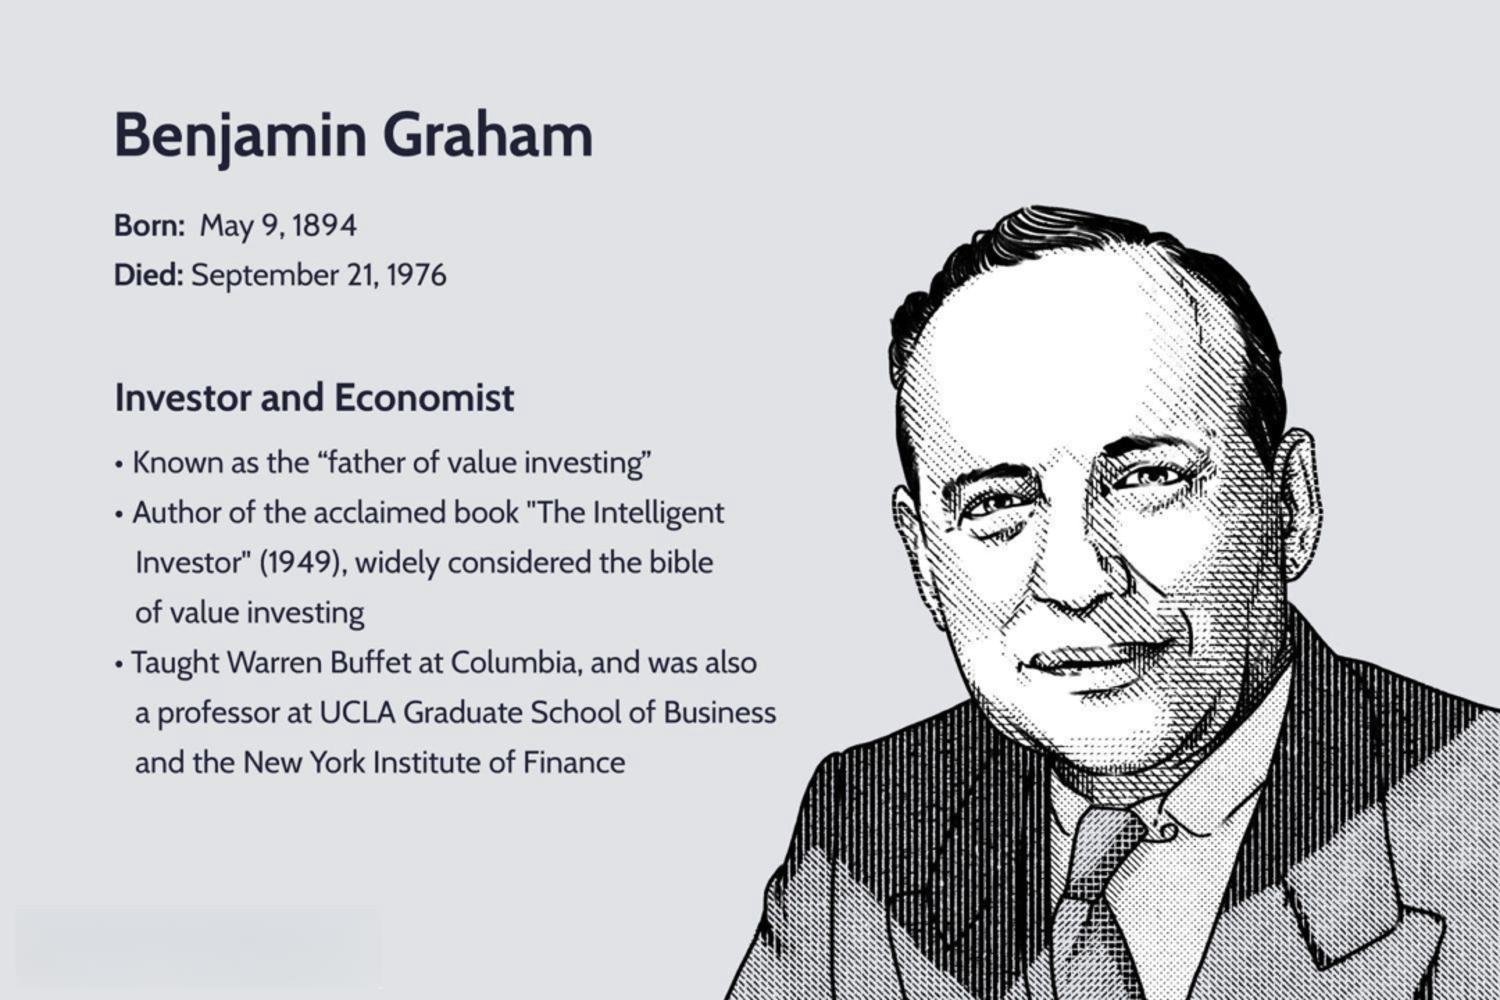 Benjamin Graham
Born: May 9, 1894
Died: September 21, 1976
Investor and Economist
• Known as the “father of value investing”
• Author of the acclaimed book "The Intelligent
Investor" (1949), widely considered the bible
of value investing
• Taught Warren Buffet at Columbia, and was also
a professor at UCLA Graduate School of Business
and the New York Institute of Finance